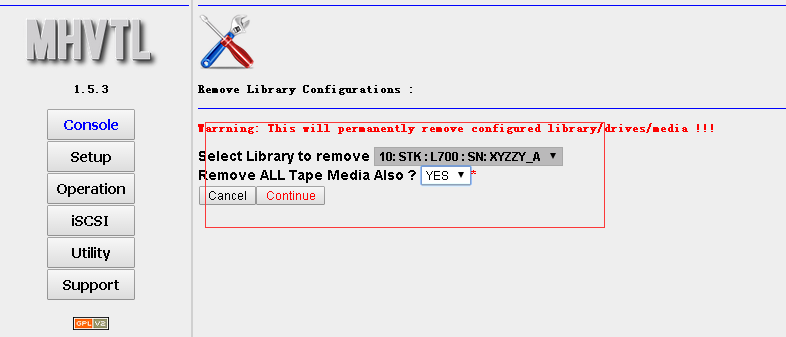 MHVTL
1.5.3
Console
Setup
Operation
iSCSI
Utility
Support
GPL V2
Remove Library Configurations :
Warrning: This will permanently remove configured library/drives/media !!!
Select Library to remove 10: STK : L700 : SN: XYZZY_A
Remove ALL Tape Media Also ? YES *
Cancel Continue